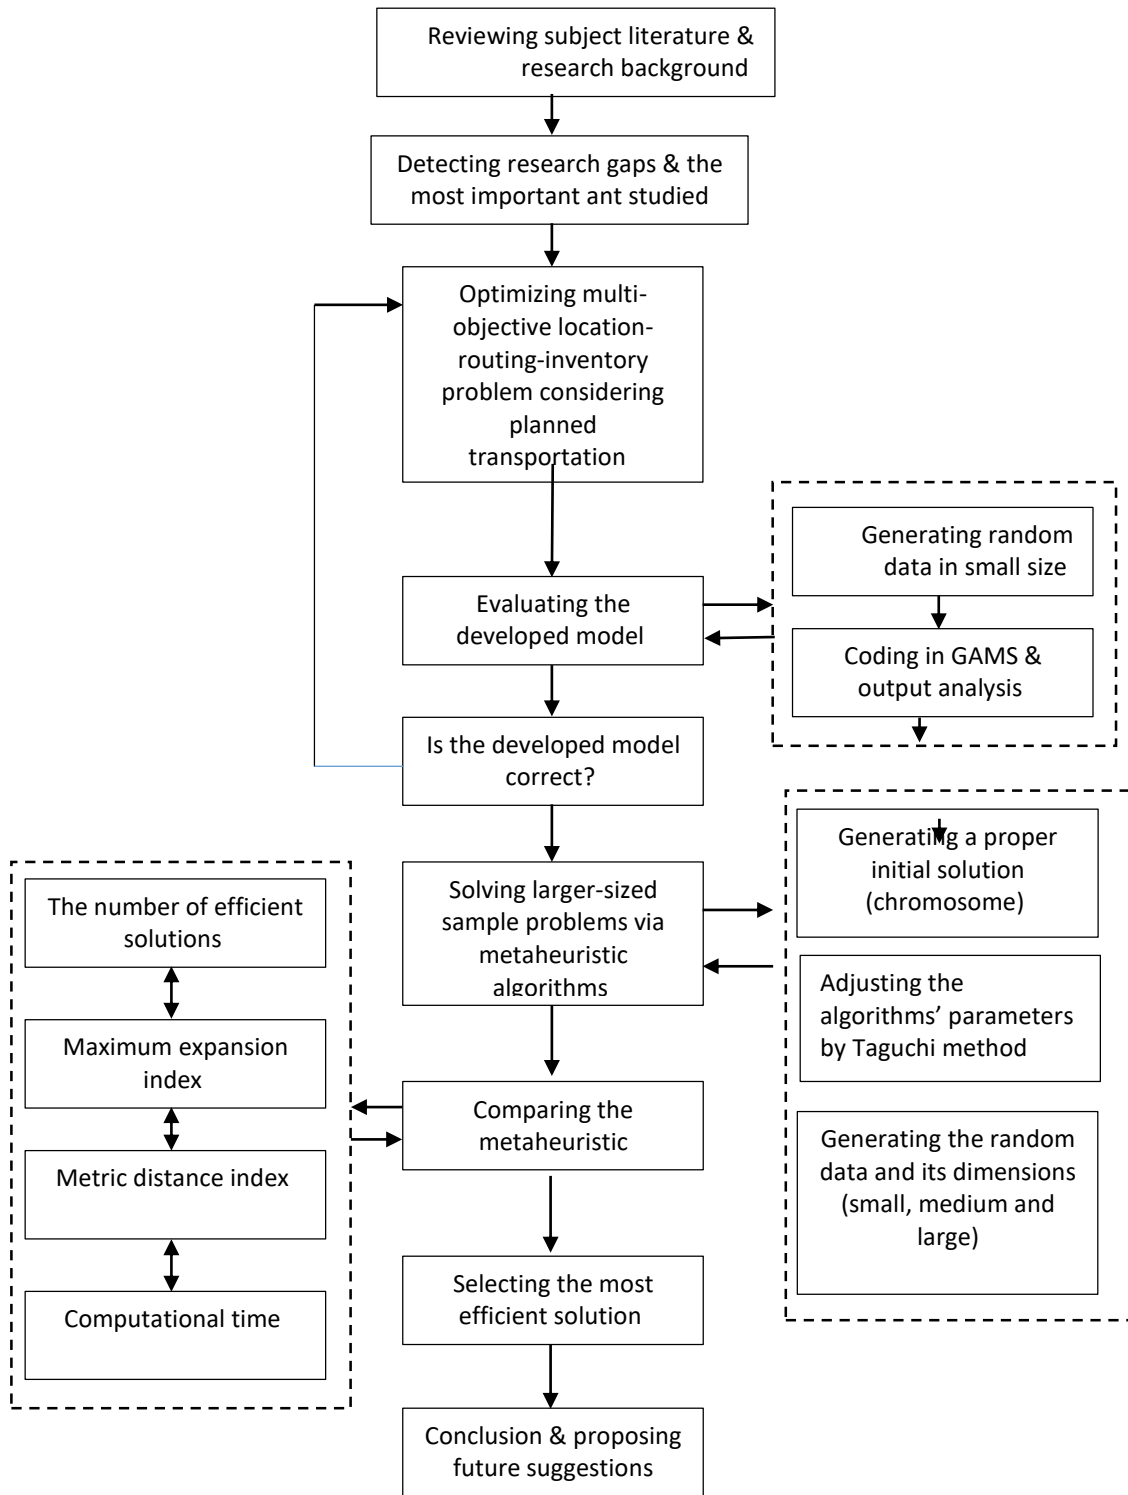 Reviewing subject literature &
research background
Detecting research gaps & the
most important ant studied
Optimizing multi-
objective location-
routing-inventory
problem considering
planned
transportation
Generating random
data in small size
Evaluating the
developed model
Coding in GAMS &
output analysis
Is the developed model
correct?
Generating a proper
initial solution
(chromosome)
Solving larger-sized
sample problems via
metaheuristic
algorithms
The number of efficient
solutions
Adjusting the
algorithms’ parameters
by Taguchi method
Maximum expansion
index
Comparing the
metaheuristic
Generating the random
data and its dimensions
(small, medium and
large)
Metric distance index
Selecting the most
efficient solution
Computational time
Conclusion & proposing
future suggestions